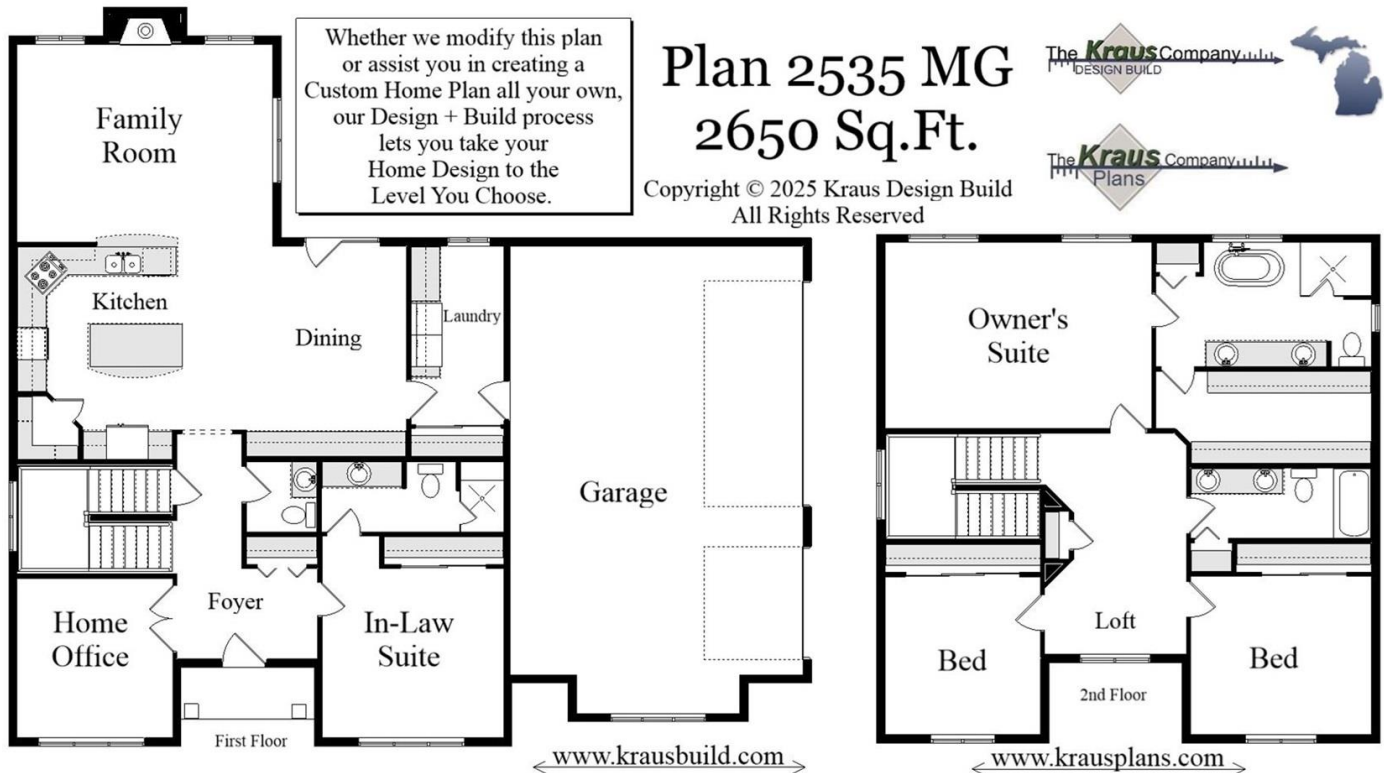 Whether we modify this plan
or assist you in creating a
Custom Home Plan all your own,
our Design + Build process
lets you take your
Home Design to the
Level You Choose.
Plan 2535 MG
2650 Sq.Ft.
Copyright © 2025 Kraus Design Build
All Rights Reserved
The Kraus Company
DESIGN BUILD
The Kraus Company
Plans
Family
Room
Kitchen
Dining
Laundry
Garage
Foyer
Home
Office
In-Law
Suite
First Floor
www.krausbuild.com
Owner's
Suite
Loft
Bed
Bed
2nd Floor
www.krausplans.com